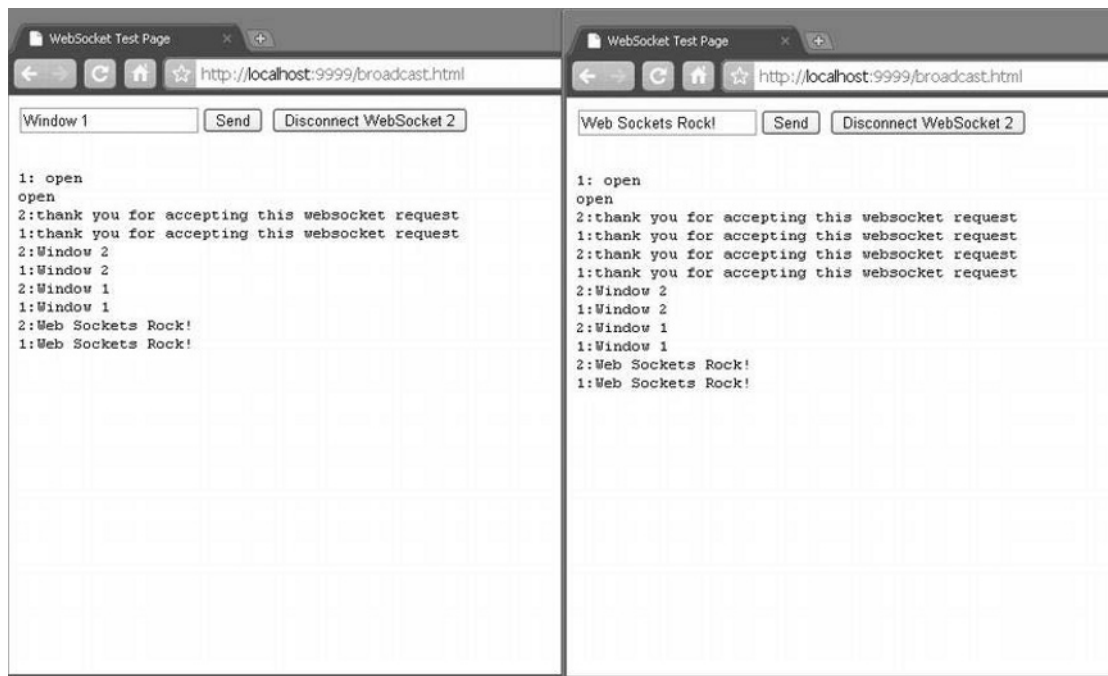 WebSocket Test Page
http://localhost:9999/broadcast.html
Window 1 Send Disconnect WebSocket 2
1: open
open
2:thank you for accepting this websocket request
1:thank you for accepting this websocket request
2:Window 2
1:Window 2
2:Window 1
1:Window 1
2:Web Sockets Rock!
1:Web Sockets Rock!
WebSocket Test Page
http://localhost:9999/broadcast.html
Web Sockets Rock! Send Disconnect WebSocket 2
1: open
open
2:thank you for accepting this websocket request
1:thank you for accepting this websocket request
2:thank you for accepting this websocket request
1:thank you for accepting this websocket request
2:Window 2
1:Window 2
2:Window 1
1:Window 1
2:Web Sockets Rock!
1:Web Sockets Rock!